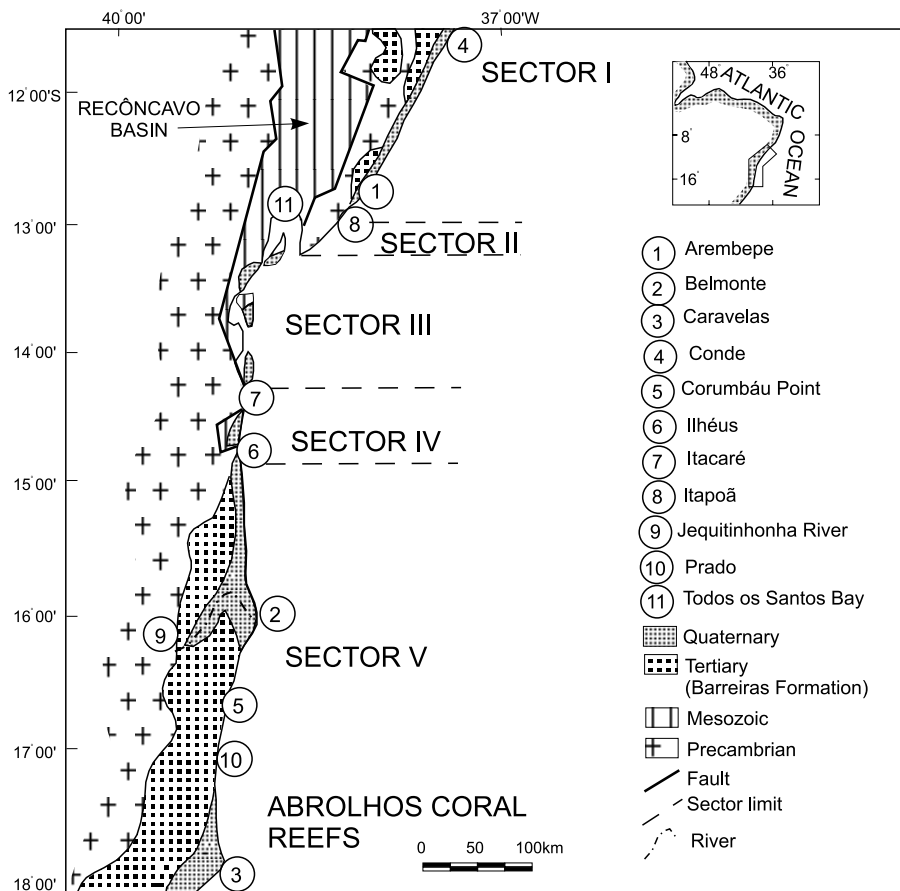 40°00'
37°00'W
4
SECTOR I
12°00'S
RECÔNCAVO
BASIN
1
11
8
13°00'
SECTOR II
SECTOR III
14°00'
7
SECTOR IV
6
15°00'
2
16°00'
9
SECTOR V
5
17°00'
10
ABROLHOS CORAL
REEFS
0 50 100km
3
18°00'
48° 36°
ATLANTIC
OCEAN
8°
16°
1 Arembepe
2 Belmonte
3 Caravelas
4 Conde
5 Corumbáu Point
6 Ilhéus
7 Itacaré
8 Itapoã
9 Jequitinhonha River
10 Prado
11 Todos os Santos Bay
Quaternary
Tertiary
(Barreiras Formation)
Mesozoic
Precambrian
Fault
Sector limit
River